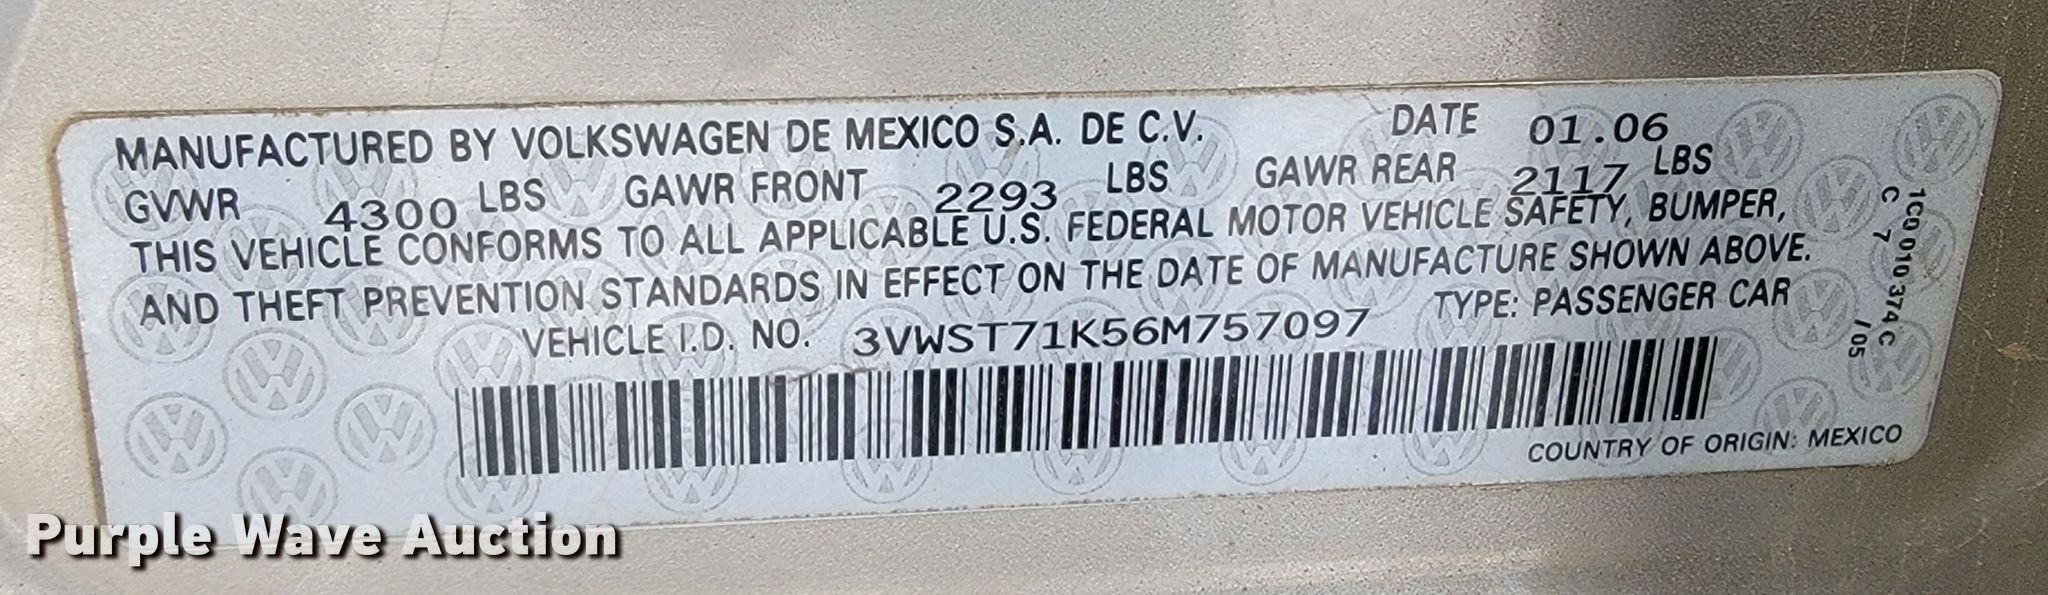 MANUFACTURED BY VOLKSWAGEN DE MEXICO S.A. DE C.V. DATE 01.06
GVWR 4300 LBS GAWR FRONT 2293 LBS GAWR REAR 2117 LBS
THIS VEHICLE CONFORMS TO ALL APPLICABLE U.S. FEDERAL MOTOR VEHICLE SAFETY, BUMPER,
AND THEFT PREVENTION STANDARDS IN EFFECT ON THE DATE OF MANUFACTURE SHOWN ABOVE.
VEHICLE I.D. NO. 3VWST71K56M757097 TYPE: PASSENGER CAR
COUNTRY OF ORIGIN: MEXICO
1C0 010 374 C
C 7 /05
Purple Wave Auction